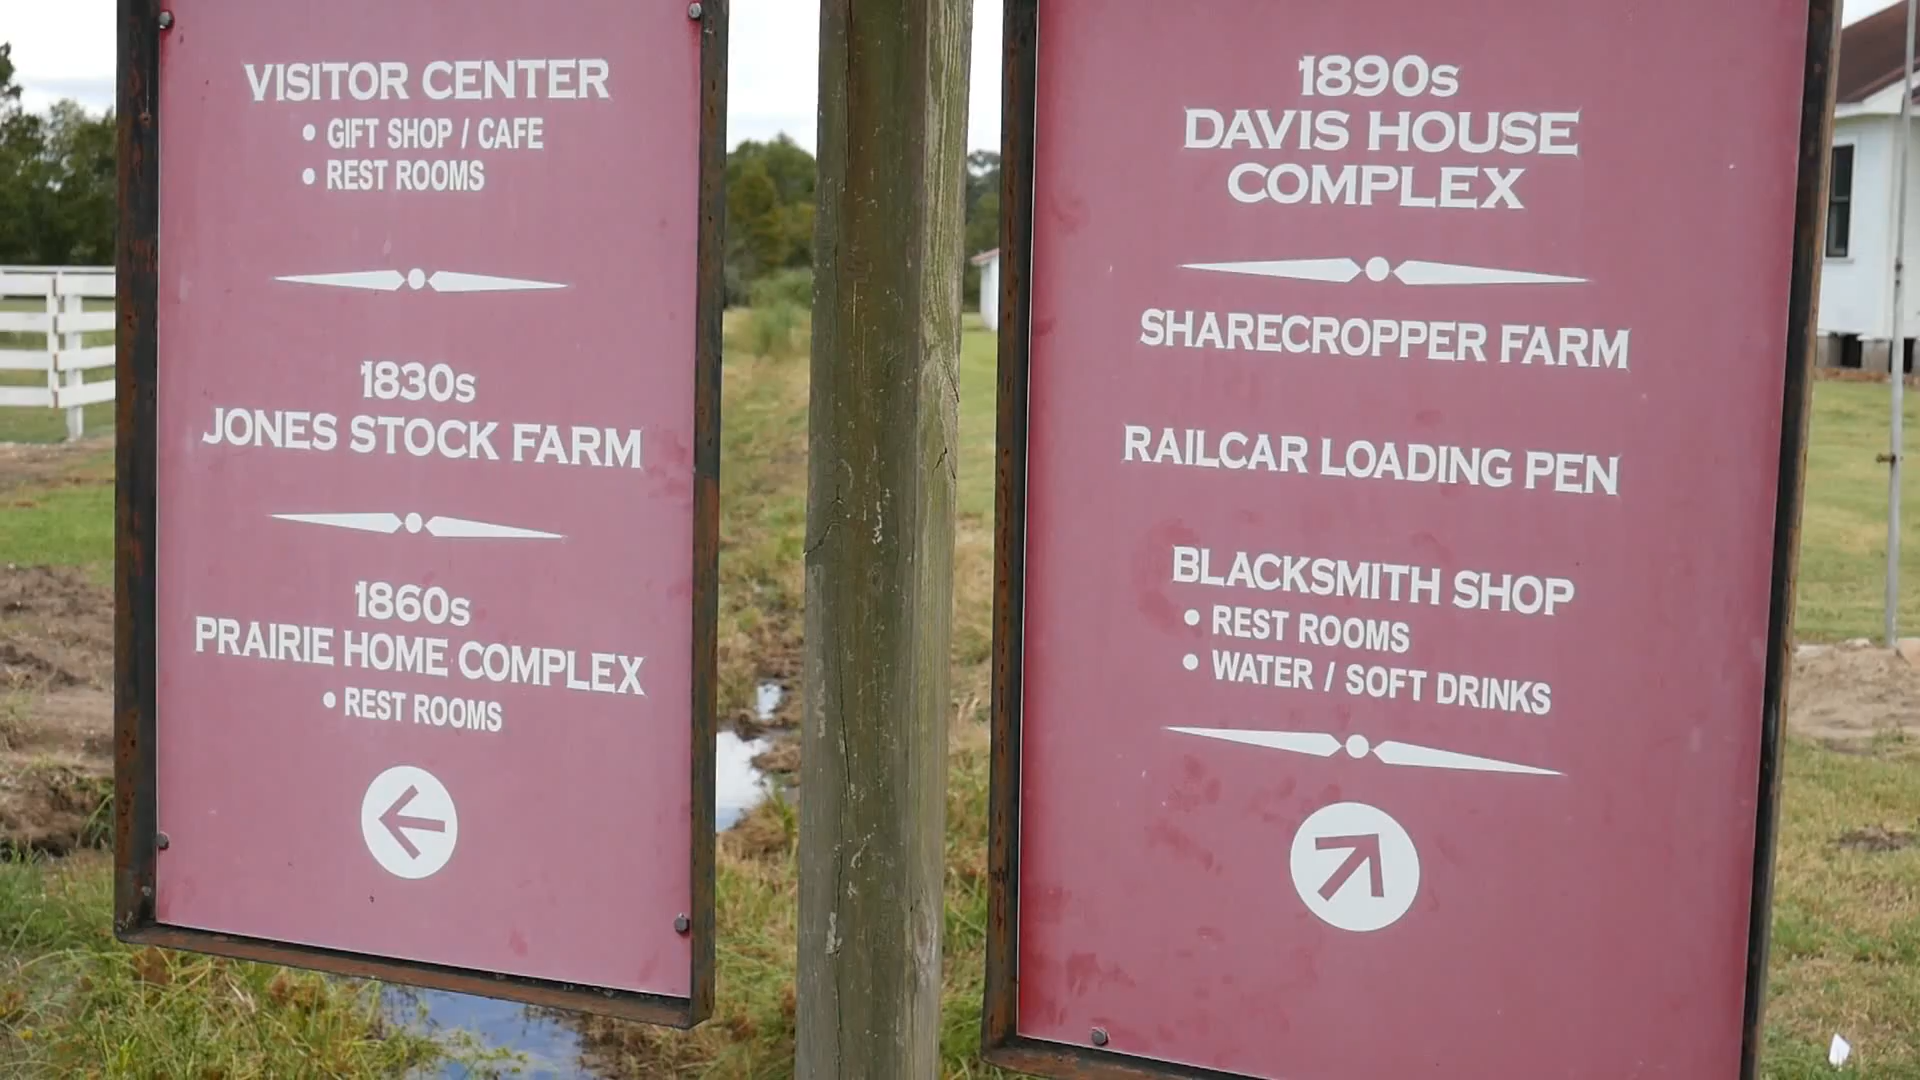 VISITOR CENTER
• GIFT SHOP / CAFE
• REST ROOMS
1830s
JONES STOCK FARM
1860s
PRAIRIE HOME COMPLEX
• REST ROOMS
1890s
DAVIS HOUSE
COMPLEX
SHARECROPPER FARM
RAILCAR LOADING PEN
BLACKSMITH SHOP
• REST ROOMS
• WATER / SOFT DRINKS